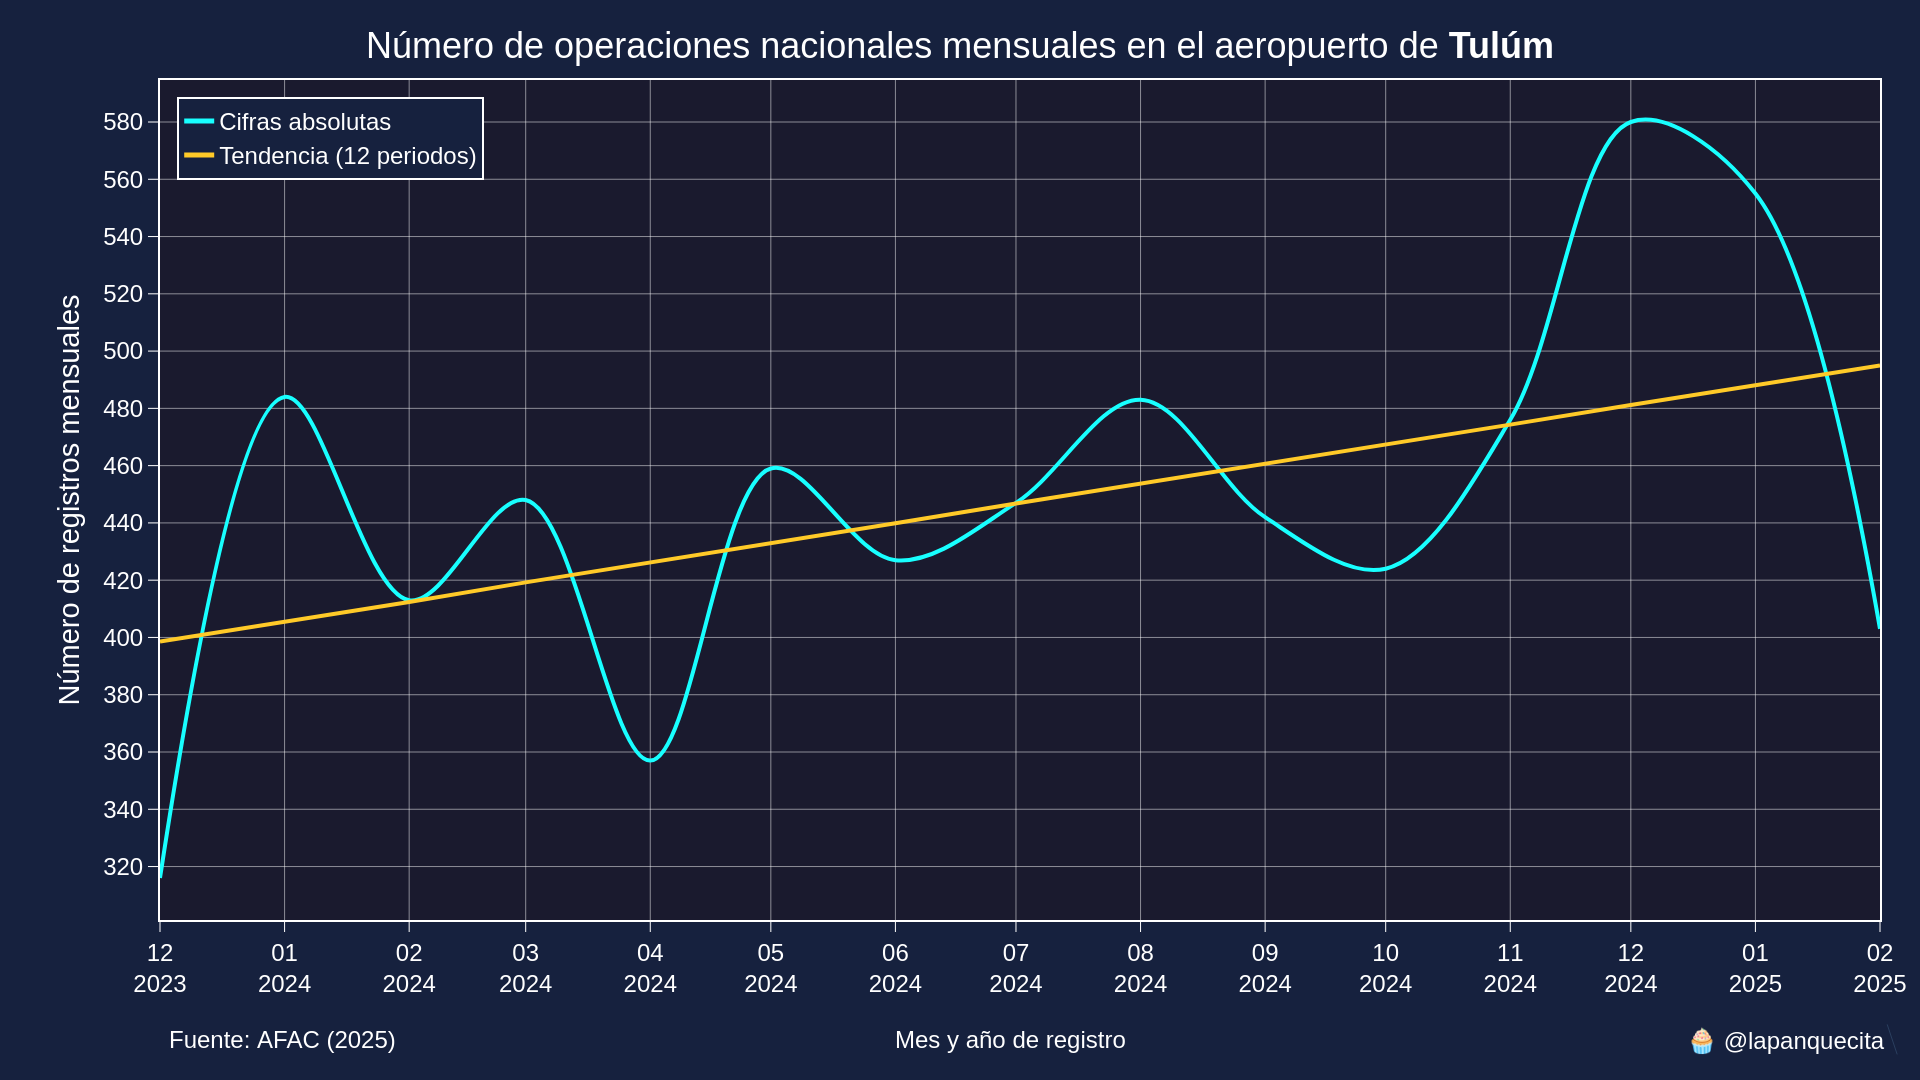 Número de operaciones nacionales mensuales en el aeropuerto de Tulúm
Cifras absolutas
Tendencia (12 periodos)
Número de registros mensuales
580
560
540
520
500
480
460
440
420
400
380
360
340
320
12 01 02 03 04 05 06 07 08 09 10 11 12 01 02
2023 2024 2024 2024 2024 2024 2024 2024 2024 2024 2024 2024 2024 2025 2025
Fuente: AFAC (2025)
Mes y año de registro
🧁 @lapanquecita